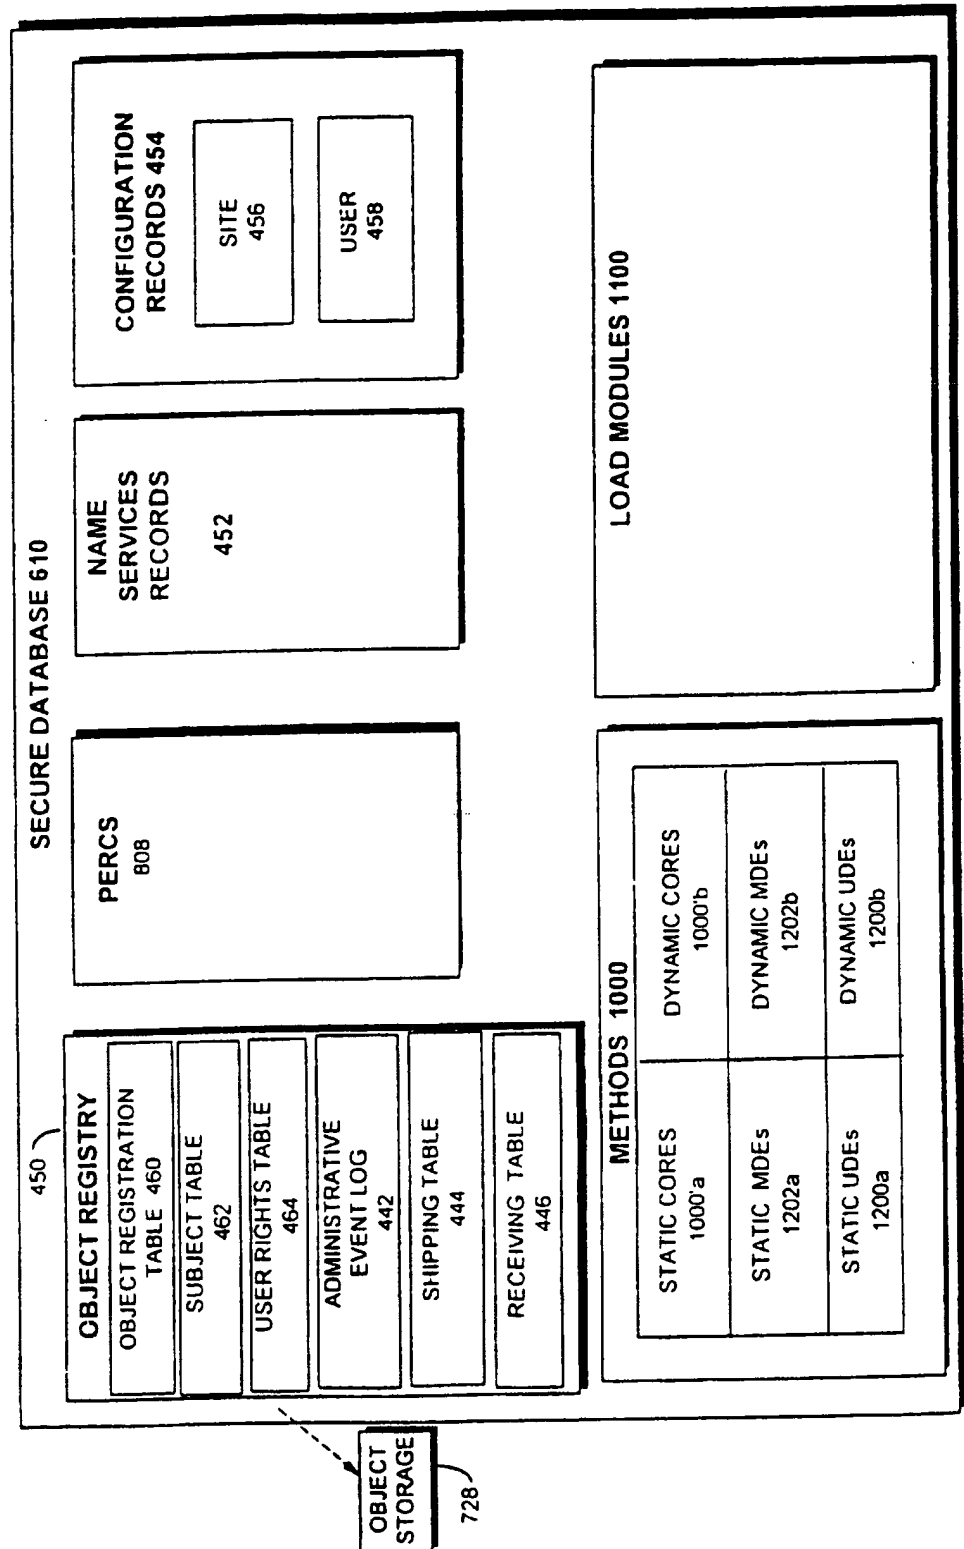 SECURE DATABASE 610
450
OBJECT REGISTRY
OBJECT REGISTRATION
TABLE 460
SUBJECT TABLE
462
USER RIGHTS TABLE
464
ADMINISTRATIVE
EVENT LOG
442
SHIPPING TABLE
444
RECEIVING TABLE
446
OBJECT
STORAGE
728
PERCS
808
NAME
SERVICES
RECORDS
452
CONFIGURATION
RECORDS 454
SITE
456
USER
458
METHODS 1000
STATIC CORES
1000'a
DYNAMIC CORES
1000'b
STATIC MDEs
1202a
DYNAMIC MDEs
1202b
STATIC UDEs
1200a
DYNAMIC UDEs
1200b
LOAD MODULES 1100